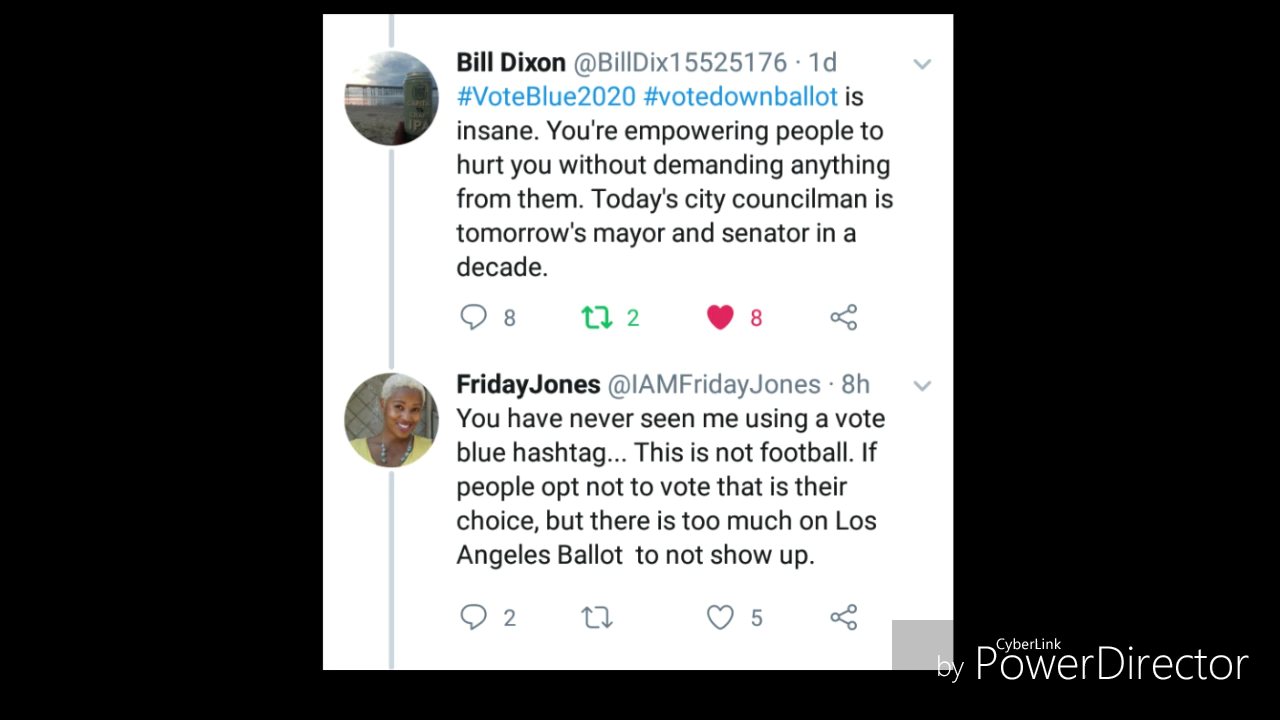 Bill Dixon @BillDix15525176 · 1d
#VoteBlue2020 #votedownballot is
insane. You're empowering people to
hurt you without demanding anything
from them. Today's city councilman is
tomorrow's mayor and senator in a
decade.
8 2 8
FridayJones @IAMFridayJones · 8h
You have never seen me using a vote
blue hashtag... This is not football. If
people opt not to vote that is their
choice, but there is too much on Los
Angeles Ballot  to not show up.
2 5
CyberLink
by PowerDirector